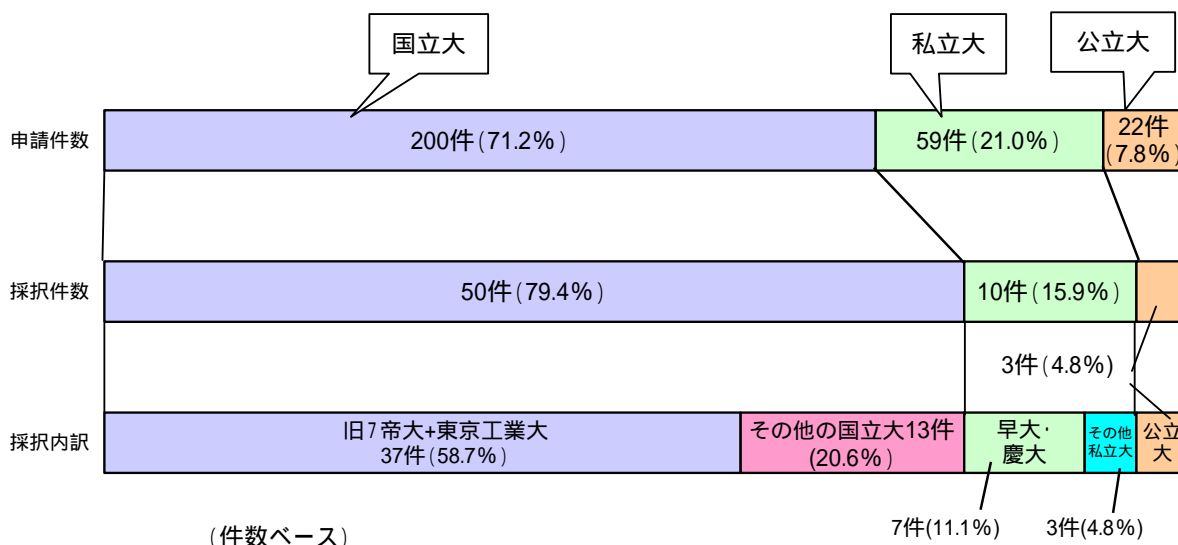 国立大
私立大
公立大
申請件数
200件(71.2%)
59件(21.0%)
22件
(7.8%)
採択件数
50件(79.4%)
10件(15.9%)
3件(4.8%)
採択内訳
旧7帝大+東京工業大
37件(58.7%)
その他の国立大13件
(20.6%)
早大・
慶大
その他
私立大
公立
大
7件(11.1%)
3件(4.8%)
(件数ベース)